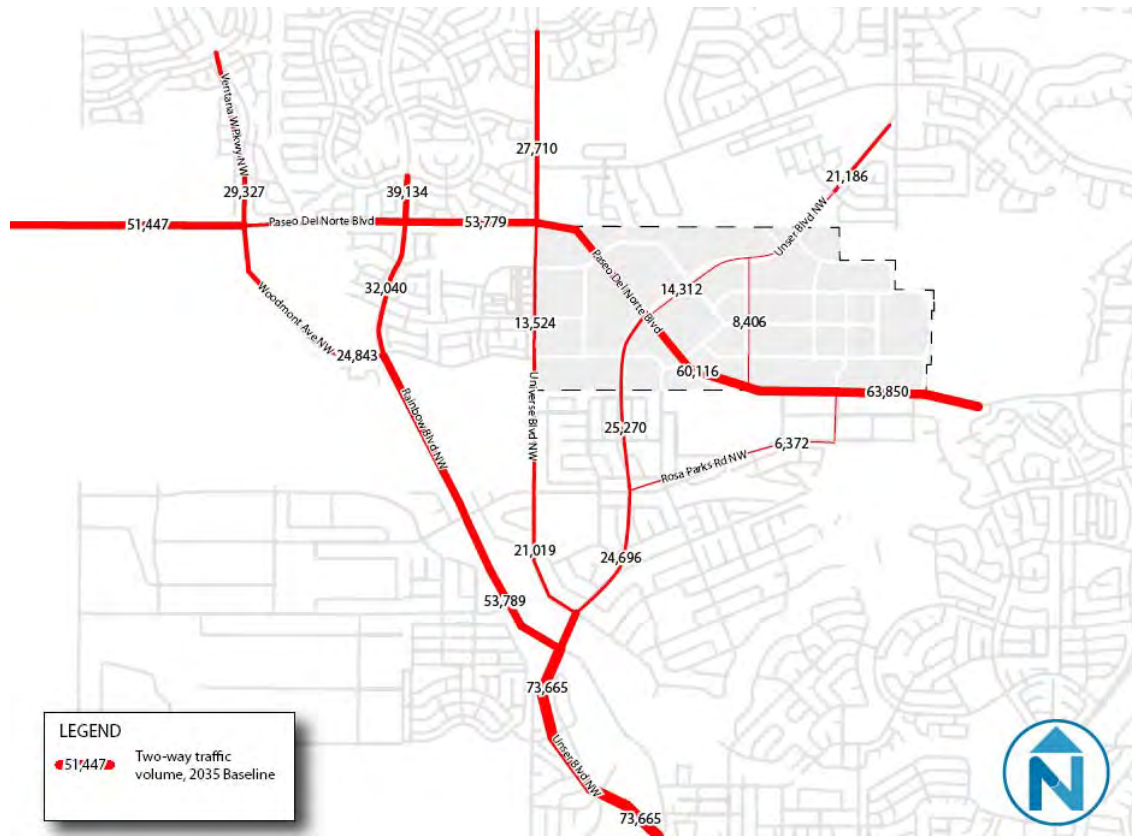 27,710
21,186
Ventana W Pkwy NW
29,327
39,134
51,447
Paseo Del Norte Blvd
53,779
Unser Blvd NW
Paseo Del Norte Blvd
14,312
32,040
8,406
13,524
Woodmont Ave NW
24,843
60,116
63,850
Rainbow Blvd NW
Universe Blvd NW
25,270
6,372
Rosa Parks Rd NW
21,019
24,696
53,789
73,665
LEGEND
51,447
Two-way traffic
volume, 2035 Baseline
Unser Blvd NW
73,665
N